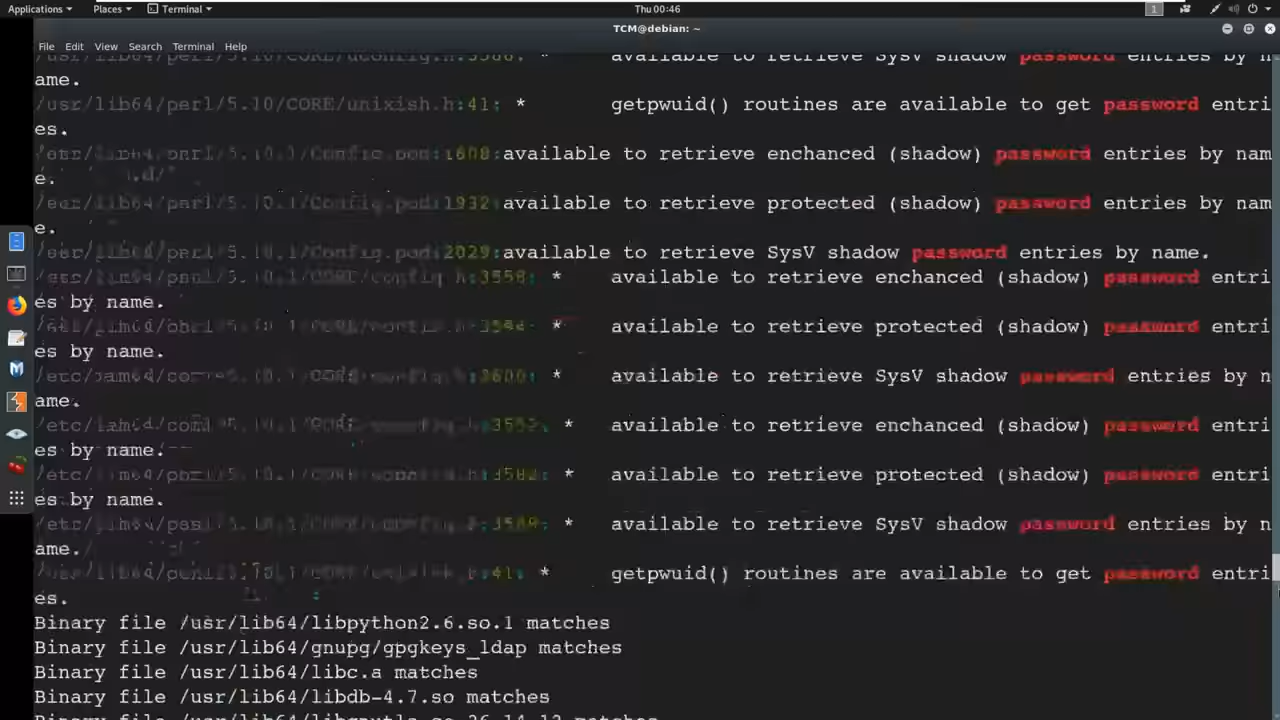 Applications Places Terminal Thu 00:46 1
TCM@debian: ~
File Edit View Search Terminal Help
available to retrieve SysV shadow password entries by n
ame.
/usr/lib64/perl/5.10/CORE/unixish.h:41: * getpwuid() routines are available to get password entri
es.
:1608:available to retrieve enchanced (shadow) password entries by nam
e.
:1932:available to retrieve protected (shadow) password entries by nam
e.
:2029:available to retrieve SysV shadow password entries by name.
:3558: * available to retrieve enchanced (shadow) password entri
es by name.
* available to retrieve protected (shadow) password entri
es by name.
:3600: * available to retrieve SysV shadow password entries by n
ame.
* available to retrieve enchanced (shadow) password entri
es by name.
* available to retrieve protected (shadow) password entri
es by name.
* available to retrieve SysV shadow password entries by n
ame.
:41: * getpwuid() routines are available to get password entri
es.
Binary file /usr/lib64/libpython2.6.so.1 matches
Binary file /usr/lib64/gnupg/gpgkeys_ldap matches
Binary file /usr/lib64/libc.a matches
Binary file /usr/lib64/libdb-4.7.so matches